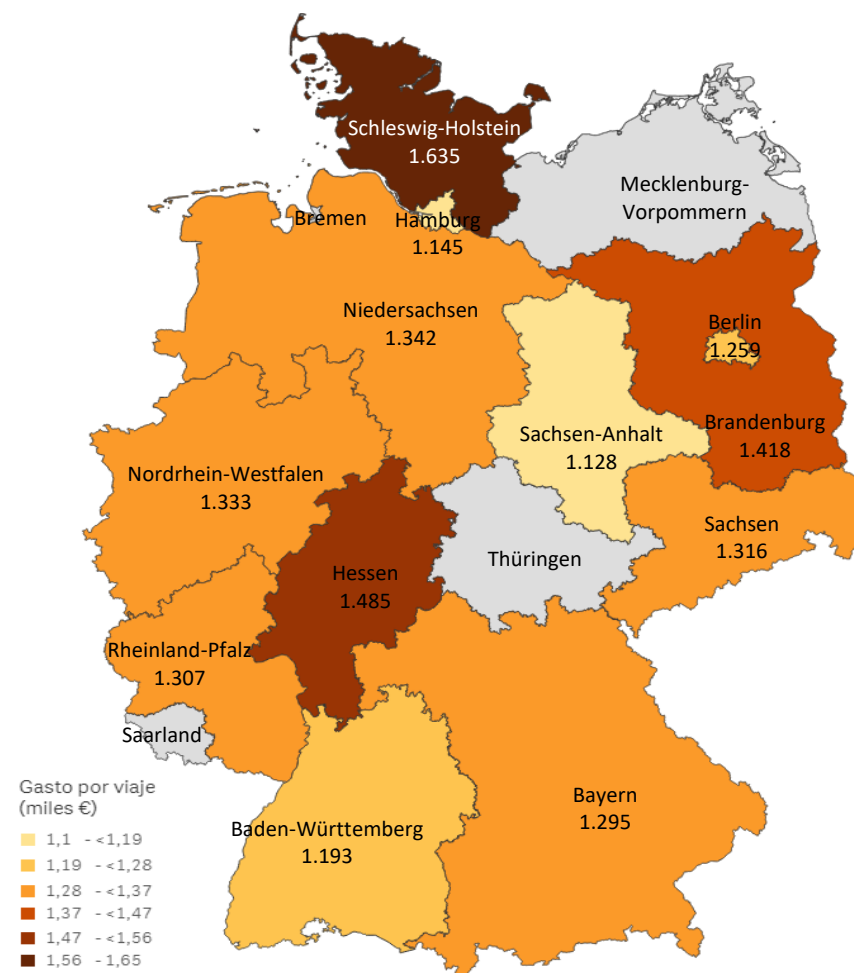 Schleswig-Holstein
1.635
Mecklenburg-
Vorpommern
Bremen
Hamburg
1.145
Niedersachsen
1.342
Berlin
1.259
Brandenburg
1.418
Sachsen-Anhalt
1.128
Nordrhein-Westfalen
1.333
Sachsen
1.316
Thüringen
Hessen
1.485
Rheinland-Pfalz
1.307
Saarland
Bayern
1.295
Baden-Württemberg
1.193
Gasto por viaje
(miles €)
1,1 - <1,19
1,19 - <1,28
1,28 - <1,37
1,37 - <1,47
1,47 - <1,56
1,56 - 1,65